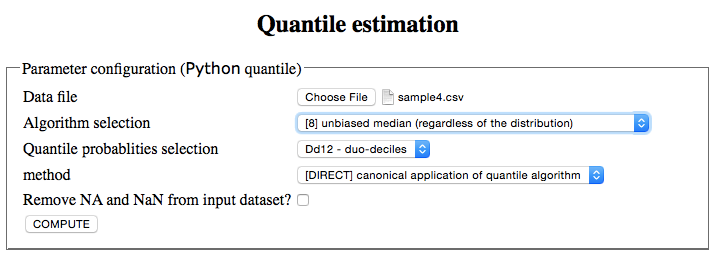 Quantile estimation
Parameter configuration (Python quantile)
Data file Choose File sample4.csv
Algorithm selection [8] unbiased median (regardless of the distribution)
Quantile probablities selection Dd12 - duo-deciles
method [DIRECT] canonical application of quantile algorithm
Remove NA and NaN from input dataset?
COMPUTE